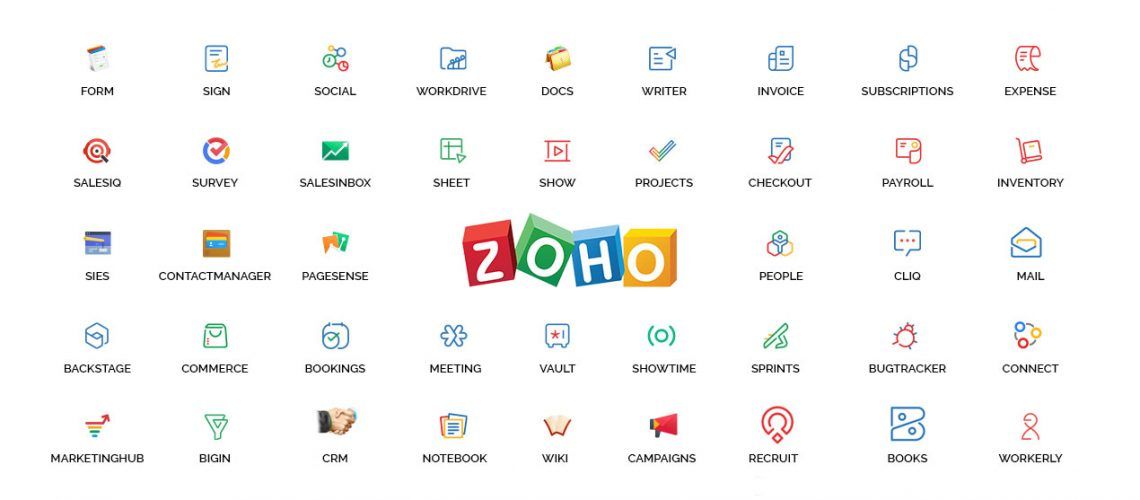 FORM SIGN SOCIAL WORKDRIVE DOCS WRITER INVOICE SUBSCRIPTIONS EXPENSE
SALESIQ SURVEY SALESINBOX SHEET SHOW PROJECTS CHECKOUT PAYROLL INVENTORY
ZOHO
SIES CONTACTMANAGER PAGESENSE PEOPLE CLIQ MAIL
BACKSTAGE COMMERCE BOOKINGS MEETING VAULT SHOWTIME SPRINTS BUGTRACKER CONNECT
MARKETINGHUB BIGIN CRM NOTEBOOK WIKI CAMPAIGNS RECRUIT BOOKS WORKERLY